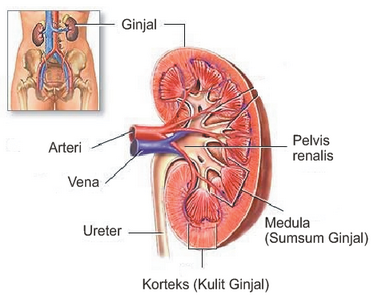 Ginjal
Arteri
Vena
Ureter
Pelvis
renalis
Medula
(Sumsum Ginjal)
Korteks (Kulit Ginjal)